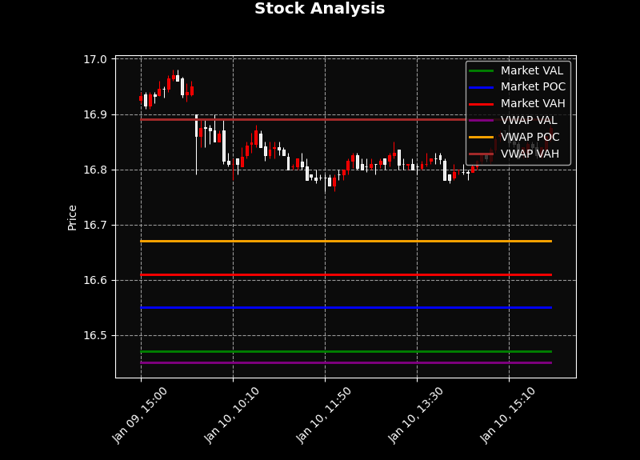 Stock Analysis
17.0
16.9
16.8
16.7
16.6
16.5
Price
Market VAL
Market POC
Market VAH
VWAP VAL
VWAP POC
VWAP VAH
Jan 09, 15:00
Jan 10, 10:10
Jan 10, 11:50
Jan 10, 13:30
Jan 10, 15:10